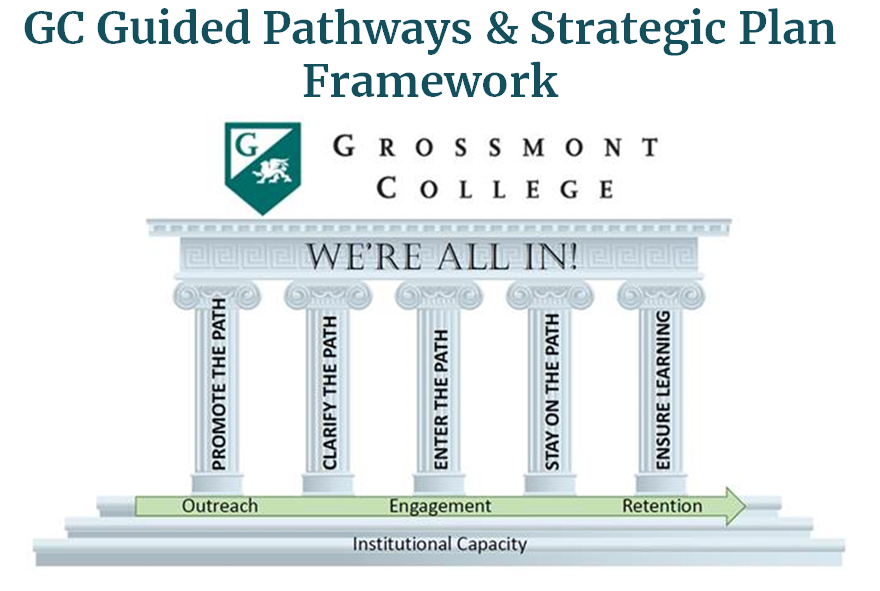 GC Guided Pathways & Strategic Plan
Framework
G
GROSSMONT
COLLEGE
WE'RE ALL IN!
PROMOTE THE PATH
CLARIFY THE PATH
ENTER THE PATH
STAY ON THE PATH
ENSURE LEARNING
Outreach
Engagement
Retention
Institutional Capacity